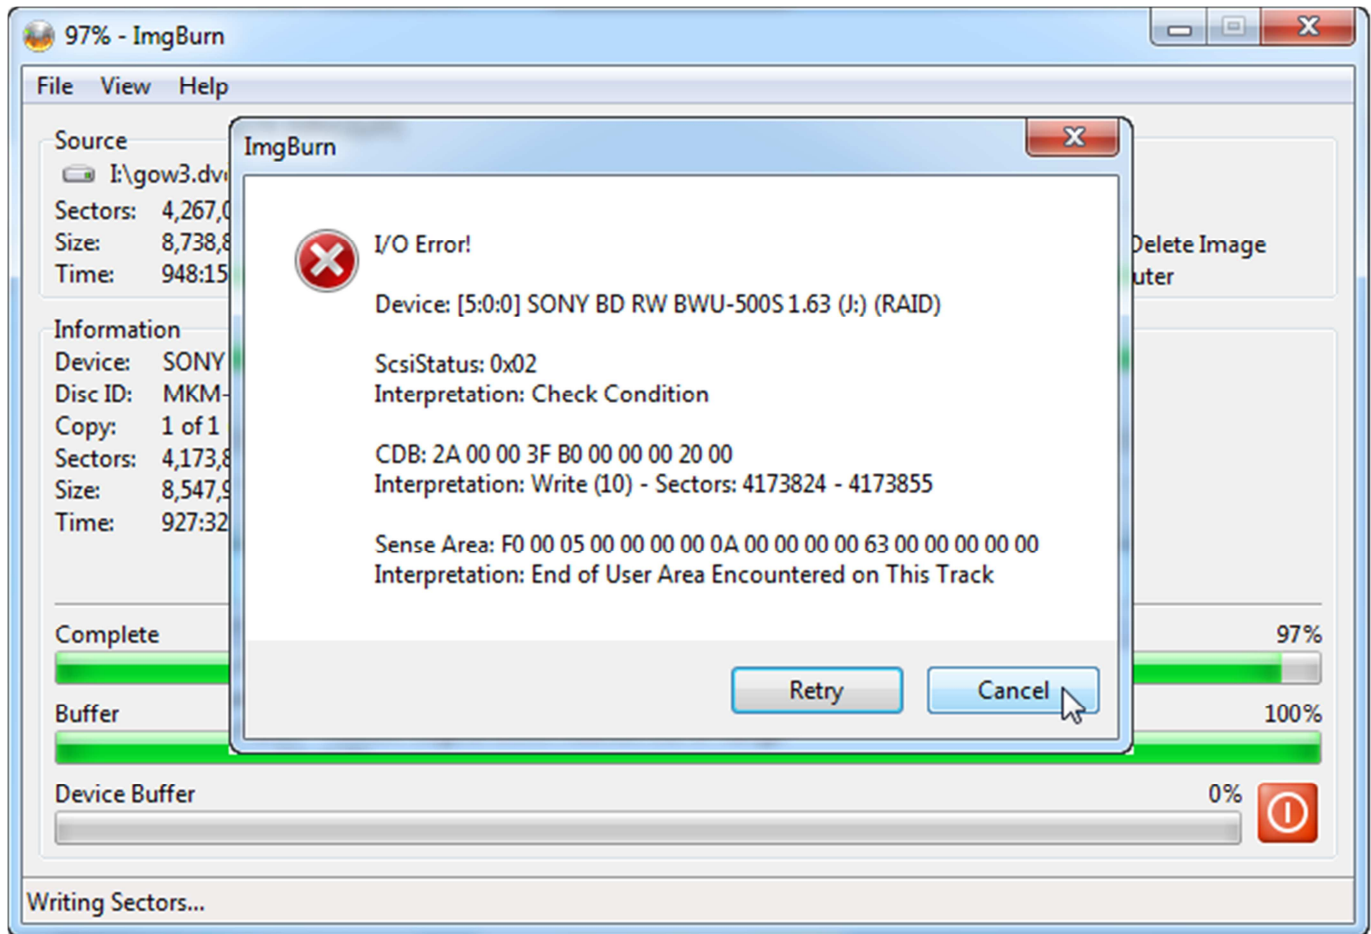 97% - ImgBurn
File View Help
Source
I:\gow3.dv
Sectors: 4,267,0
Size: 8,738,8
Time: 948:15
Delete Image
uter
Information
Device: SONY
Disc ID: MKM-
Copy: 1 of 1
Sectors: 4,173,8
Size: 8,547,9
Time: 927:32
ImgBurn
I/O Error!
Device: [5:0:0] SONY BD RW BWU-500S 1.63 (J:) (RAID)
ScsiStatus: 0x02
Interpretation: Check Condition
CDB: 2A 00 00 3F B0 00 00 00 20 00
Interpretation: Write (10) - Sectors: 4173824 - 4173855
Sense Area: F0 00 05 00 00 00 00 0A 00 00 00 00 63 00 00 00 00 00
Interpretation: End of User Area Encountered on This Track
Retry Cancel
Complete 97%
Buffer 100%
Device Buffer 0%
Writing Sectors...